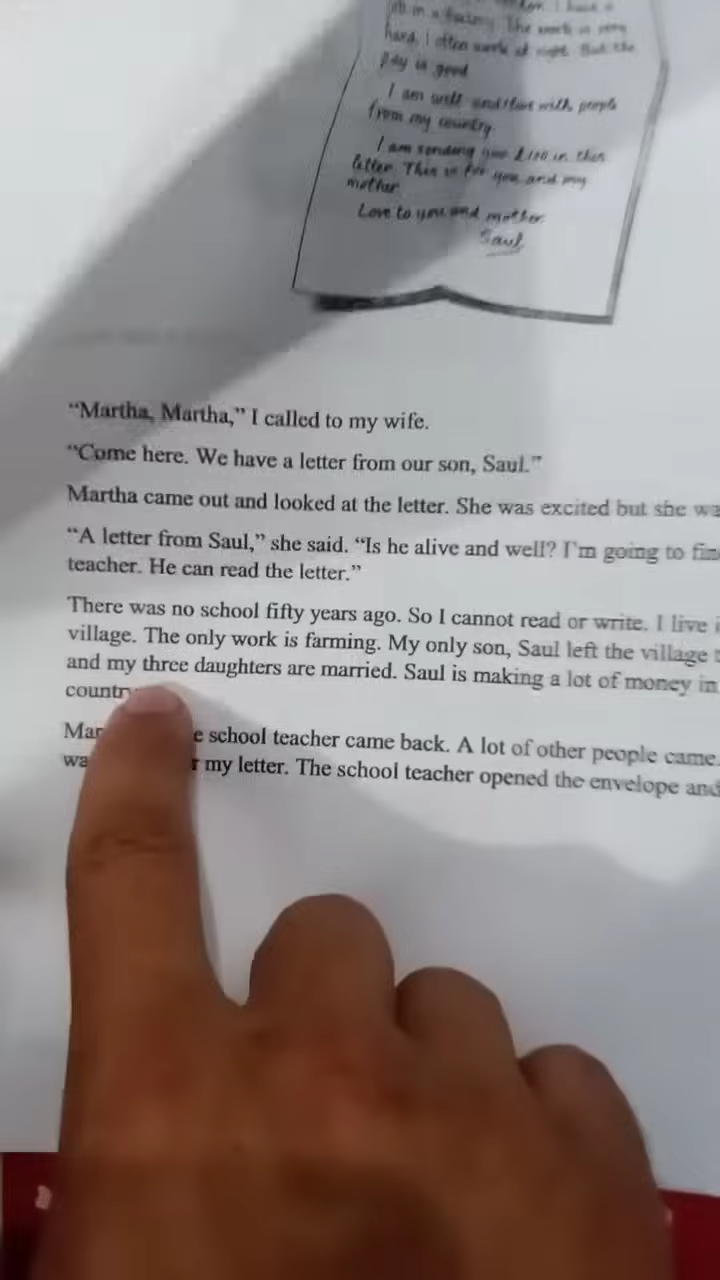 I have a
job in a factory. The work is very
hard. I often work at night. But the
pay is good
I am well and live with people
from my country
I am sending you £100 in this
letter. This is for you and my
mother
Love to you and mother
Saul
“Martha, Martha,” I called to my wife.
“Come here. We have a letter from our son, Saul.”
Martha came out and looked at the letter. She was excited but she wa
“A letter from Saul,” she said. “Is he alive and well? I’m going to fin
teacher. He can read the letter.”
There was no school fifty years ago. So I cannot read or write. I live i
village. The only work is farming. My only son, Saul left the village
and my three daughters are married. Saul is making a lot of money in
countr
Mar e school teacher came back. A lot of other people came.
wa r my letter. The school teacher opened the envelope and